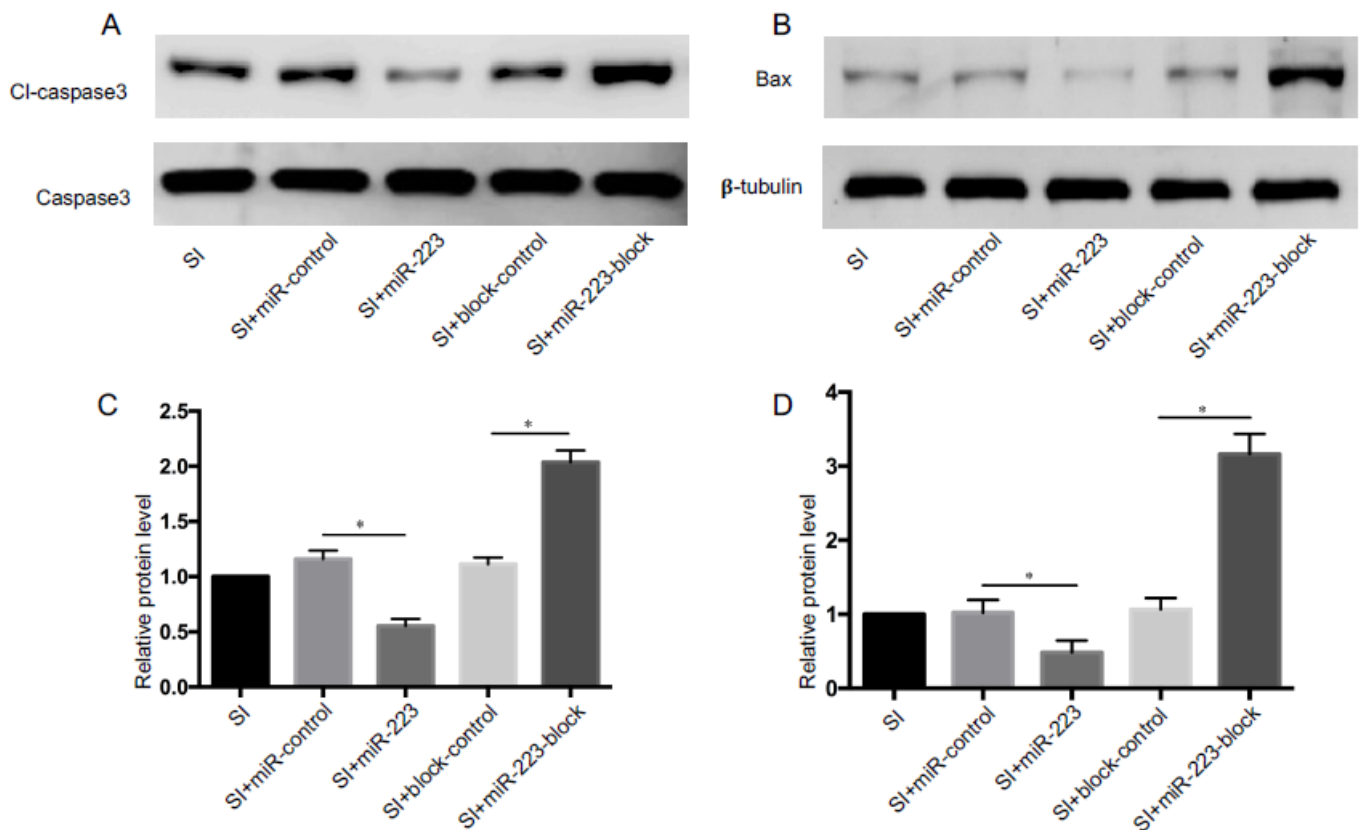 A
Cl-caspase3
Caspase3
SI
SI+miR-control
SI+miR-223
SI+block-control
SI+miR-223-block
B
Bax
β-tubulin
SI
SI+miR-control
SI+miR-223
SI+block-control
SI+miR-223-block
C
Relative protein level
2.5
2.0
1.5
1.0
0.5
0.0
*
*
SI
SI+miR-control
SI+miR-223
SI+block-control
SI+miR-223-block
D
Relative protein level
4
3
2
1
0
*
*
SI
SI+miR-control
SI+miR-223
SI+block-control
SI+miR-223-block